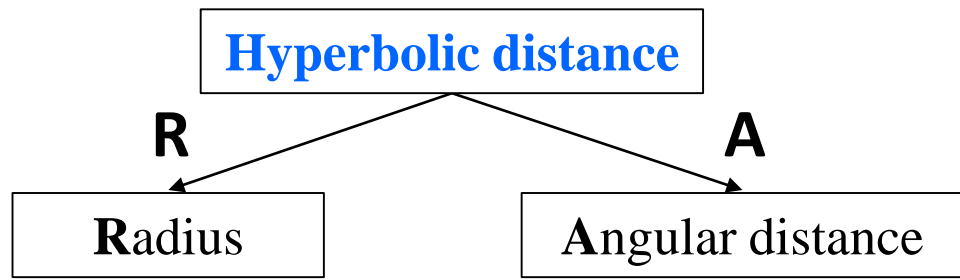 Hyperbolic distance
R
A
Radius
Angular distance